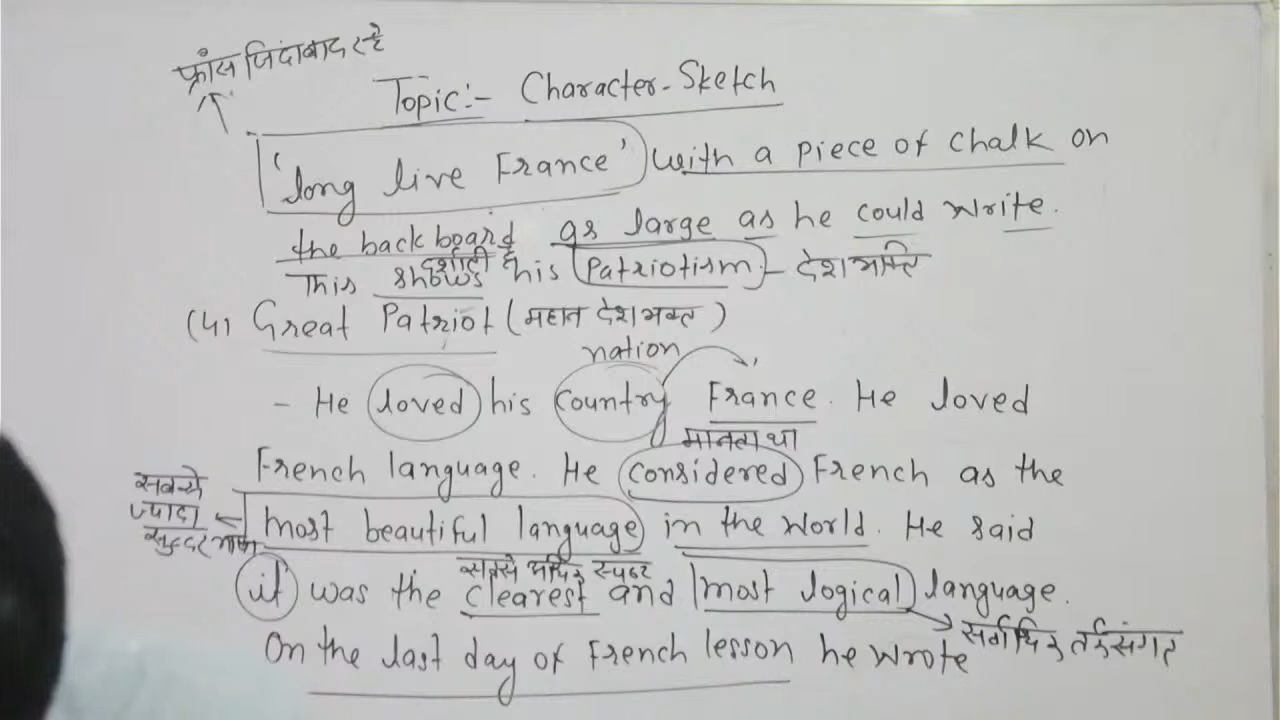 फ्रांस जिंदाबाद रहे
Topic:- Character-Sketch
'long live France' with a piece of chalk on
the back board as large as he could write.
दर्शाती है
This shows his Patriotism - देशभक्ति
(4) Great Patriot (महान देशभक्त)
nation
- He loved his country France. He loved
मानता था
French language. He considered French as the
सबसे
ज्यादा
सुन्दर भाषा
most beautiful language in the world. He said
सबसे अधिक स्पष्ट
it was the clearest and most logical language.
सर्वाधिक तर्कसंगत
On the last day of French lesson he wrote